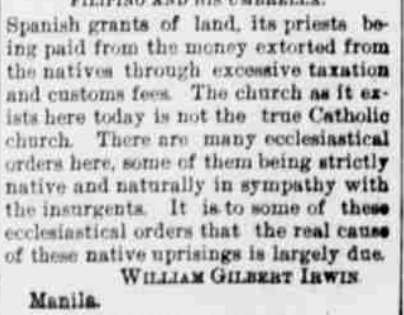 FILIPINO AND HIS UMBRELLA.
Spanish grants of land, its priests be-
ing paid from the money extorted from
the natives through excessive taxation
and customs fees. The church as it ex-
ists here today is not the true Catholic
church. There are many ecclesiastical
orders here, some of them being strictly
native and naturally in sympathy with
the insurgents. It is to some of these
ecclesiastical orders that the real cause
of these native uprisings is largely due.
WILLIAM GILBERT IRWIN.
Manila.